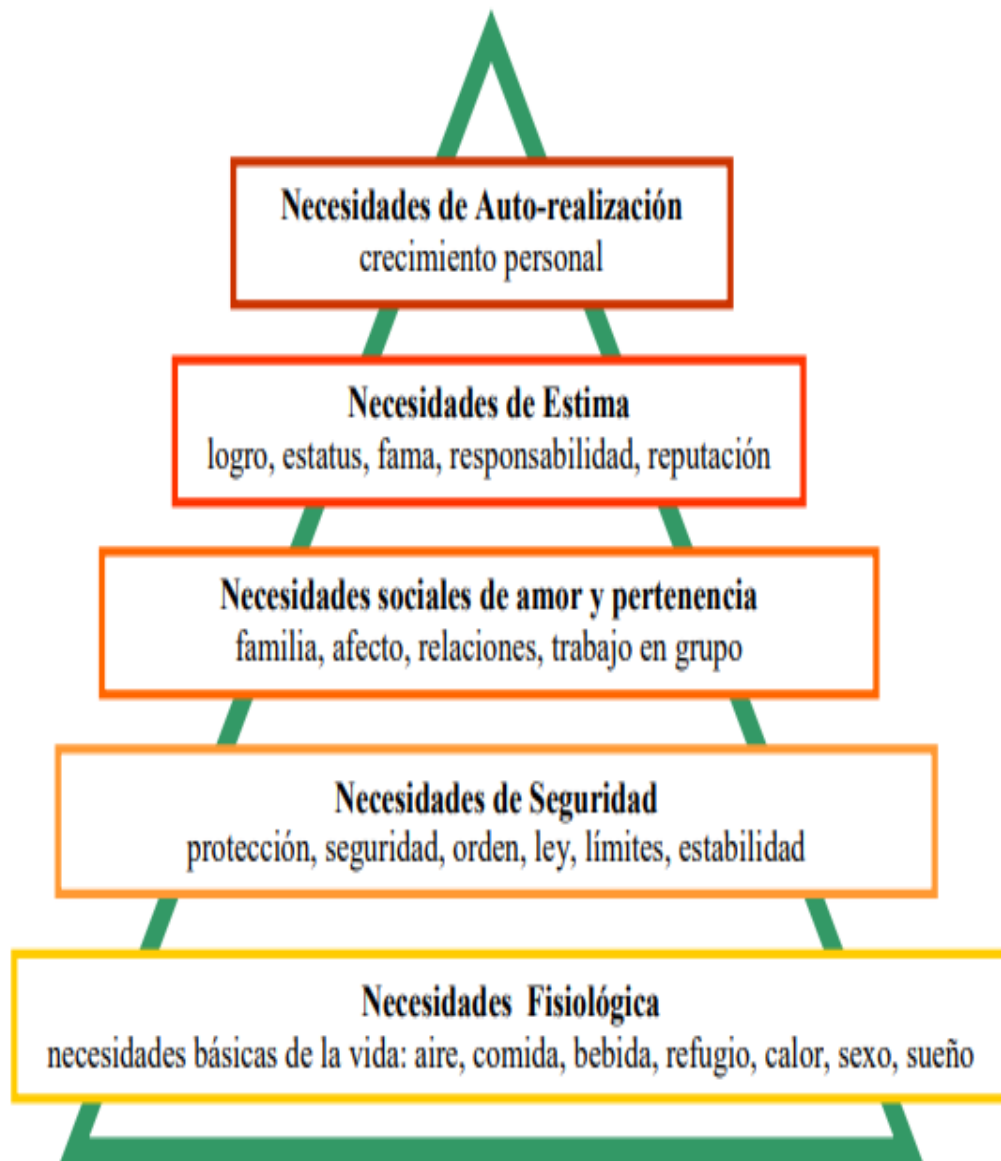 Necesidades de Auto-realización
crecimiento personal
Necesidades de Estima
logro, estatus, fama, responsabilidad, reputación
Necesidades sociales de amor y pertenencia
familia, afecto, relaciones, trabajo en grupo
Necesidades de Seguridad
protección, seguridad, orden, ley, límites, estabilidad
Necesidades Fisiológica
necesidades básicas de la vida: aire, comida, bebida, refugio, calor, sexo, sueño